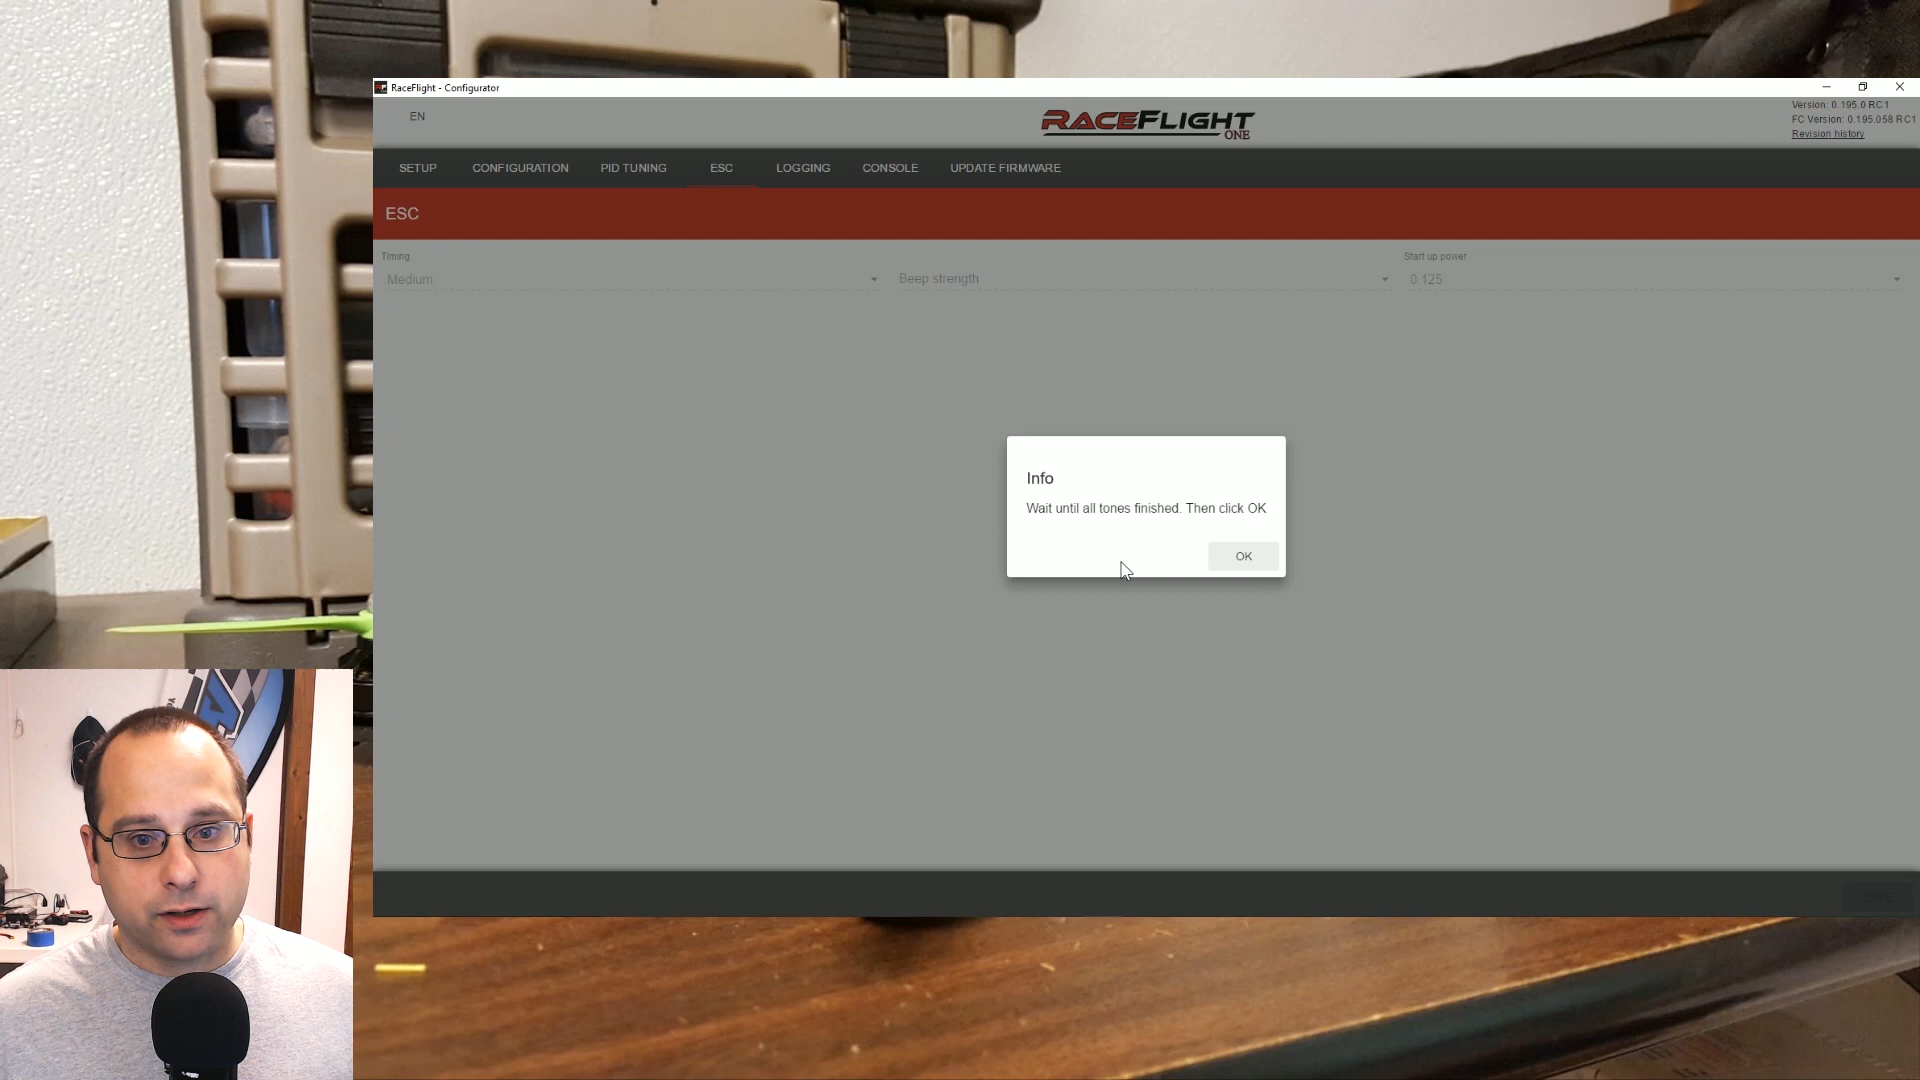 RaceFlight - Configurator
EN
RACEFLIGHT
ONE
Version: 0.195.0 RC1
FC Version: 0.195.058 RC1
Revision history
SETUP CONFIGURATION PID TUNING ESC LOGGING CONSOLE UPDATE FIRMWARE
ESC
Timing
Medium
Beep strength
Start up power
0.125
Info
Wait until all tones finished. Then click OK
OK